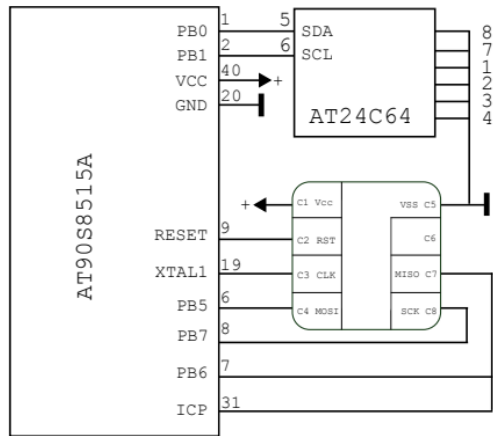 PB0 1 5 SDA 8
PB1 2 6 SCL 7
VCC 40 + 1
GND 20 2
AT24C64 3
4
AT90S8515A
+ C1 Vcc VSS C5
RESET 9 C2 RST C6
XTAL1 19 C3 CLK MISO C7
PB5 6 C4 MOSI SCK C8
PB7 8
PB6 7
ICP 31